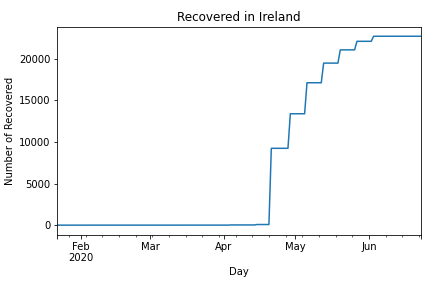 Recovered in Ireland
Number of Recovered
20000
15000
10000
5000
0
Feb
2020
Mar
Apr
May
Jun
Day